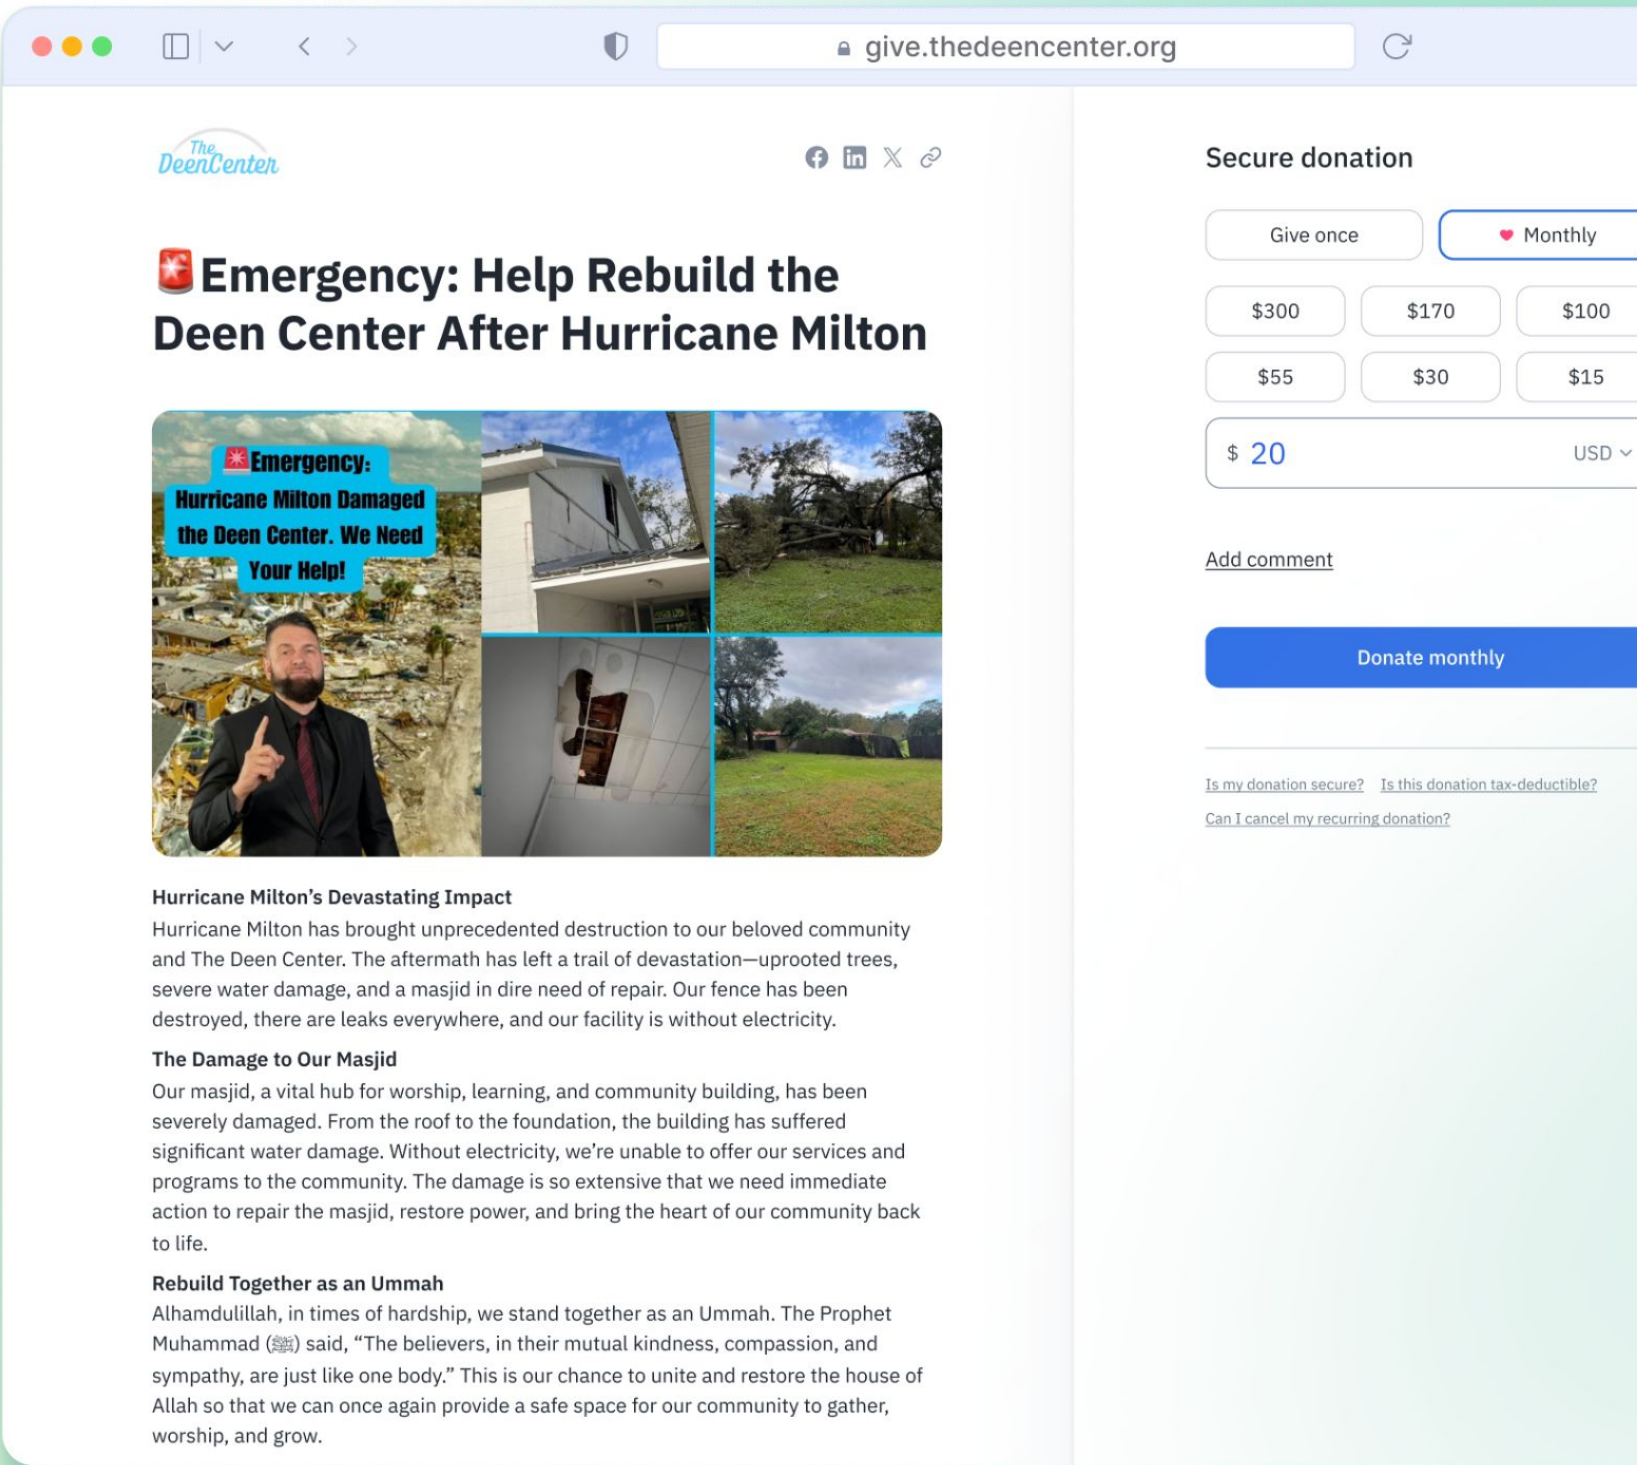 give.thedeencenter.org
The
DeenCenter
🚨Emergency: Help Rebuild the
Deen Center After Hurricane Milton
🚨Emergency:
Hurricane Milton Damaged
the Deen Center. We Need
Your Help!
Hurricane Milton’s Devastating Impact
Hurricane Milton has brought unprecedented destruction to our beloved community
and The Deen Center. The aftermath has left a trail of devastation—uprooted trees,
severe water damage, and a masjid in dire need of repair. Our fence has been
destroyed, there are leaks everywhere, and our facility is without electricity.
The Damage to Our Masjid
Our masjid, a vital hub for worship, learning, and community building, has been
severely damaged. From the roof to the foundation, the building has suffered
significant water damage. Without electricity, we’re unable to offer our services and
programs to the community. The damage is so extensive that we need immediate
action to repair the masjid, restore power, and bring the heart of our community back
to life.
Rebuild Together as an Ummah
Alhamdulillah, in times of hardship, we stand together as an Ummah. The Prophet
Muhammad (ﷺ) said, “The believers, in their mutual kindness, compassion, and
sympathy, are just like one body.” This is our chance to unite and restore the house of
Allah so that we can once again provide a safe space for our community to gather,
worship, and grow.
Secure donation
Give once
Monthly
$300 $170 $100
$55 $30 $15
$ 20 USD
Add comment
Donate monthly
Is my donation secure? Is this donation tax-deductible?
Can I cancel my recurring donation?